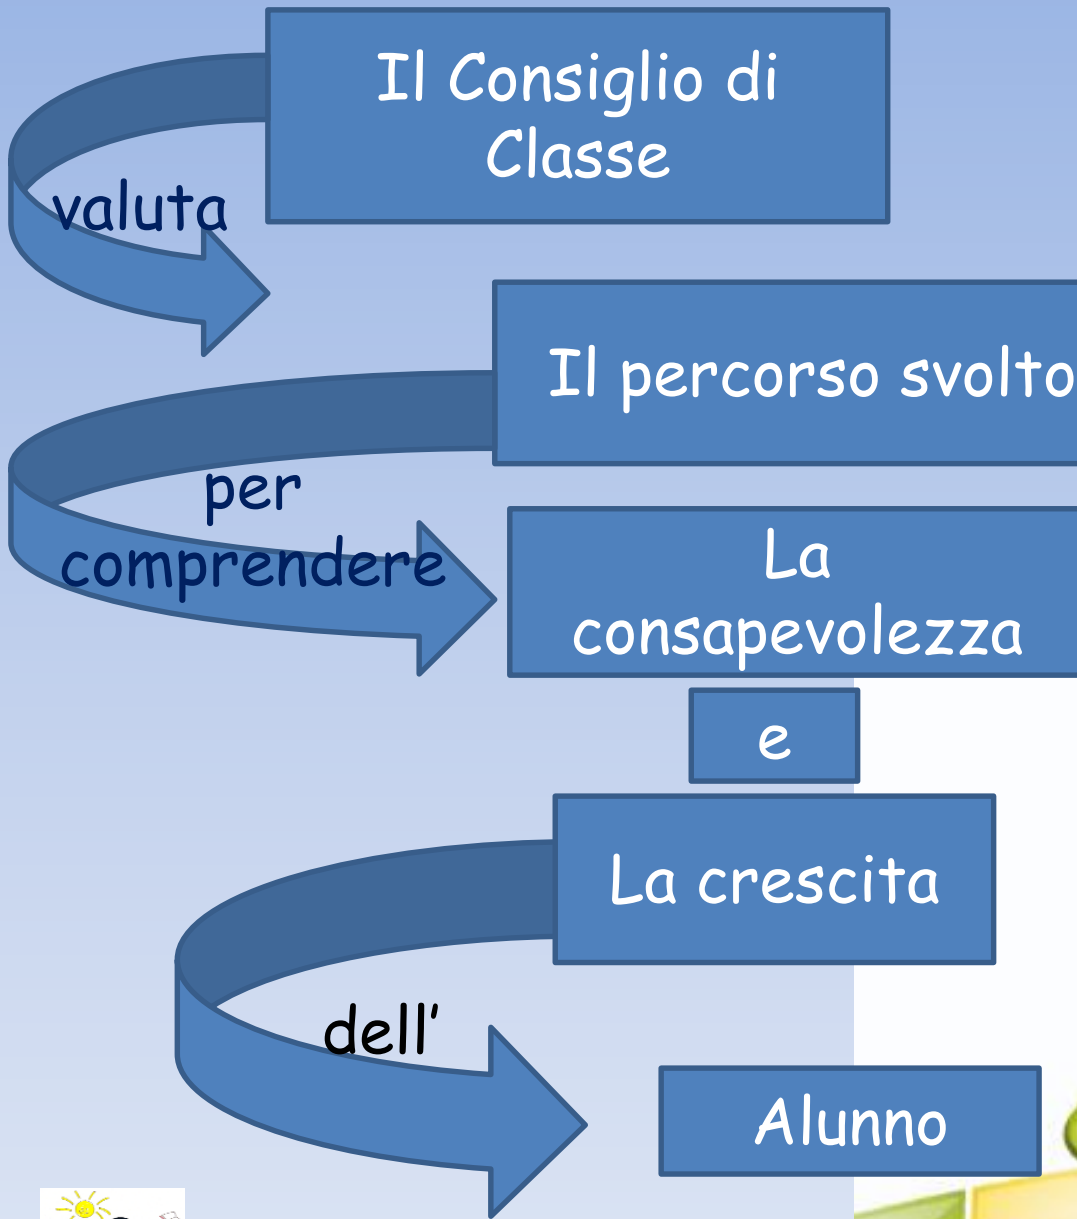 Il Consiglio di
Classe
valuta
Il percorso svolto
per
comprendere
La
consapevolezza
e
La crescita
dell'
Alunno